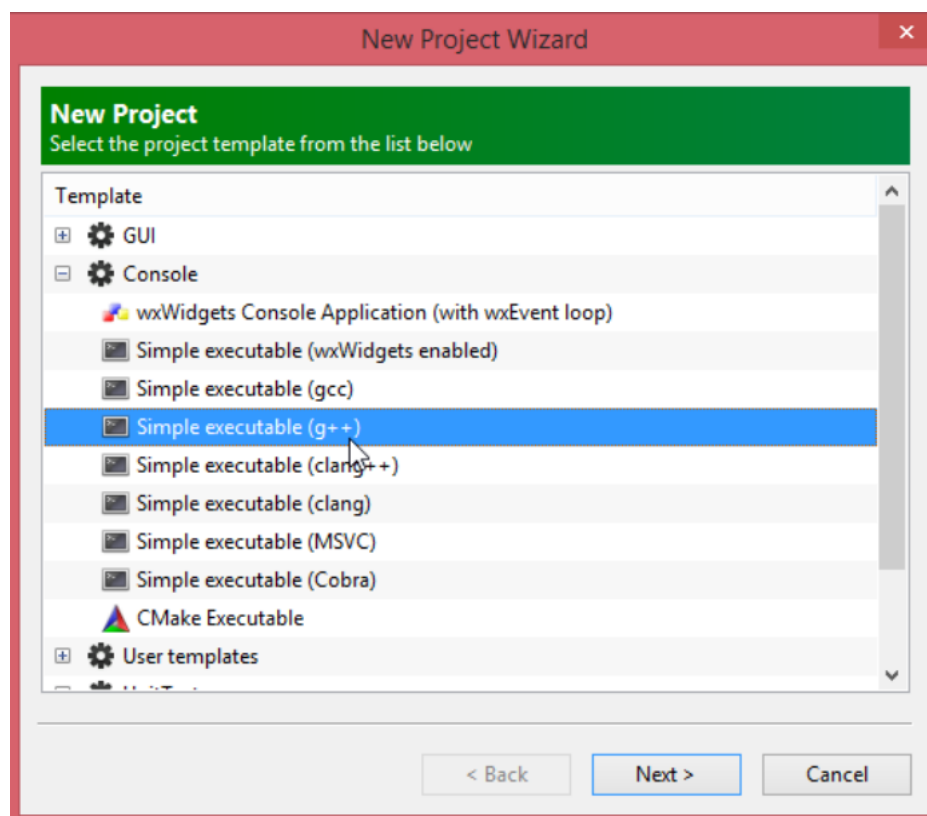 New Project Wizard
New Project
Select the project template from the list below
Template
GUI
Console
wxWidgets Console Application (with wxEvent loop)
Simple executable (wxWidgets enabled)
Simple executable (gcc)
Simple executable (g++)
Simple executable (clang++)
Simple executable (clang)
Simple executable (MSVC)
Simple executable (Cobra)
CMake Executable
User templates
< Back Next > Cancel